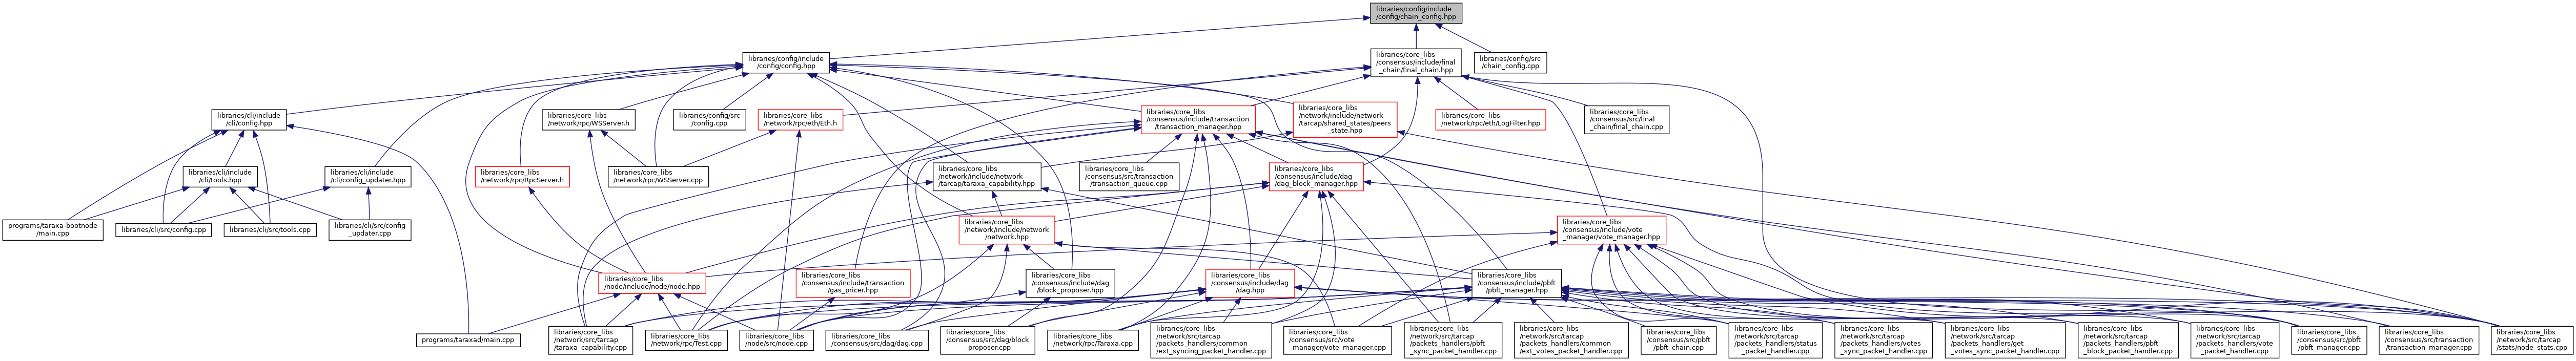 libraries/config/include
/config/chain_config.hpp
libraries/config/include
/config/config.hpp
libraries/core_libs
/consensus/include/final
_chain/final_chain.hpp
libraries/config/src
/chain_config.cpp
libraries/cli/include
/cli/config.hpp
libraries/core_libs
/network/rpc/WSServer.h
libraries/config/src
/config.cpp
libraries/core_libs
/network/rpc/eth/Eth.h
libraries/core_libs
/consensus/include/transaction
/transaction_manager.hpp
libraries/core_libs
/network/include/network
/tarcap/shared_states/peers
_state.hpp
libraries/core_libs
/network/rpc/eth/LogFilter.hpp
libraries/core_libs
/consensus/src/final
_chain/final_chain.cpp
libraries/cli/include
/cli/tools.hpp
libraries/cli/include
/cli/config_updater.hpp
libraries/core_libs
/network/rpc/RpcServer.h
libraries/core_libs
/network/rpc/WSServer.cpp
libraries/core_libs
/network/include/network
/tarcap/taraxa_capability.hpp
libraries/core_libs
/consensus/src/transaction
/transaction_queue.cpp
libraries/core_libs
/consensus/include/dag
/dag_block_manager.hpp
programs/taraxa-bootnode
/main.cpp
libraries/cli/src/config.cpp
libraries/cli/src/tools.cpp
libraries/cli/src/config
_updater.cpp
libraries/core_libs
/network/include/network
/network.hpp
libraries/core_libs
/consensus/include/vote
_manager/vote_manager.hpp
libraries/core_libs
/node/include/node/node.hpp
libraries/core_libs
/consensus/include/transaction
/gas_pricer.hpp
libraries/core_libs
/consensus/include/dag
/block_proposer.hpp
libraries/core_libs
/consensus/include/dag
/dag.hpp
libraries/core_libs
/consensus/include/pbft
/pbft_manager.hpp
programs/taraxad/main.cpp
libraries/core_libs
/network/src/tarcap
/taraxa_capability.cpp
libraries/core_libs
/network/rpc/Test.cpp
libraries/core_libs
/node/src/node.cpp
libraries/core_libs
/consensus/src/dag/dag.cpp
libraries/core_libs
/consensus/src/dag/block
_proposer.cpp
libraries/core_libs
/network/rpc/Taraxa.cpp
libraries/core_libs
/network/src/tarcap
/packets_handlers/common
/ext_syncing_packet_handler.cpp
libraries/core_libs
/consensus/src/vote
_manager/vote_manager.cpp
libraries/core_libs
/network/src/tarcap
/packets_handlers/pbft
_sync_packet_handler.cpp
libraries/core_libs
/network/src/tarcap
/packets_handlers/common
/ext_votes_packet_handler.cpp
libraries/core_libs
/consensus/src/pbft
/pbft_chain.cpp
libraries/core_libs
/network/src/tarcap
/packets_handlers/status
_packet_handler.cpp
libraries/core_libs
/network/src/tarcap
/packets_handlers/votes
_sync_packet_handler.cpp
libraries/core_libs
/network/src/tarcap
/packets_handlers/get
_votes_sync_packet_handler.cpp
libraries/core_libs
/network/src/tarcap
/packets_handlers/pbft
_block_packet_handler.cpp
libraries/core_libs
/network/src/tarcap
/packets_handlers/vote
_packet_handler.cpp
libraries/core_libs
/consensus/src/pbft
/pbft_manager.cpp
libraries/core_libs
/consensus/src/transaction
/transaction_manager.cpp
libraries/core_libs
/network/src/tarcap
/stats/node_stats.cpp